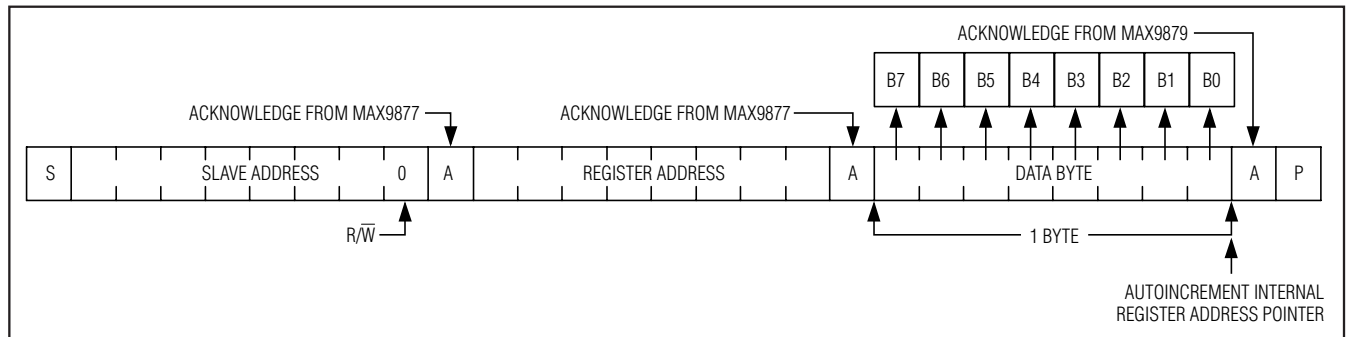 ACKNOWLEDGE FROM MAX9879
B7 B6 B5 B4 B3 B2 B1 B0
ACKNOWLEDGE FROM MAX9877 ACKNOWLEDGE FROM MAX9877
S SLAVE ADDRESS 0 A REGISTER ADDRESS A DATA BYTE A P
R/W̅ 1 BYTE
AUTOINCREMENT INTERNAL
REGISTER ADDRESS POINTER